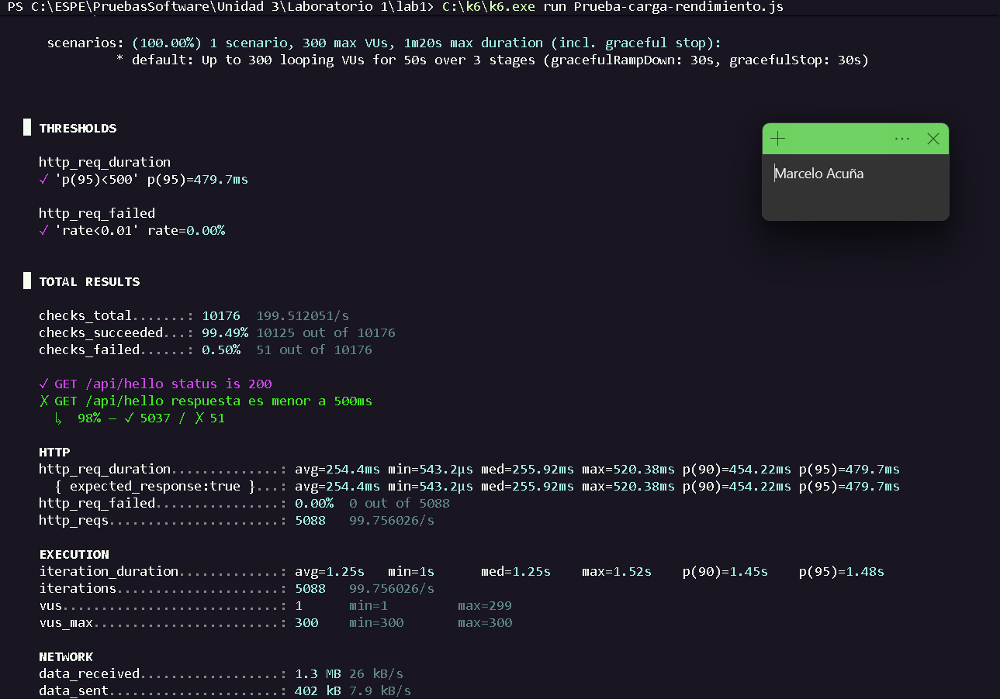 PS C:\ESPE\PruebasSoftware\Unidad 3\Laboratorio 1\lab1> C:\k6\k6.exe run Prueba-carga-rendimiento.js
scenarios: (100.00%) 1 scenario, 300 max VUs, 1m20s max duration (incl. graceful stop):
* default: Up to 300 looping VUs for 50s over 3 stages (gracefulRampDown: 30s, gracefulStop: 30s)
THRESHOLDS
http_req_duration
✓ 'p(95)<500' p(95)=479.7ms
http_req_failed
✓ 'rate<0.01' rate=0.00%
Marcelo Acuña
TOTAL RESULTS
checks_total.......: 10176 199.512051/s
checks_succeeded...: 99.49% 10125 out of 10176
checks_failed......: 0.50% 51 out of 10176
✓ GET /api/hello status is 200
✗ GET /api/hello respuesta es menor a 500ms
↳ 98% — ✓ 5037 / ✗ 51
HTTP
http_req_duration..............: avg=254.4ms min=543.2µs med=255.92ms max=520.38ms p(90)=454.22ms p(95)=479.7ms
{ expected_response:true }...: avg=254.4ms min=543.2µs med=255.92ms max=520.38ms p(90)=454.22ms p(95)=479.7ms
http_req_failed................: 0.00% 0 out of 5088
http_reqs......................: 5088 99.756026/s
EXECUTION
iteration_duration.............: avg=1.25s min=1s med=1.25s max=1.52s p(90)=1.45s p(95)=1.48s
iterations.....................: 5088 99.756026/s
vus............................: 1 min=1 max=299
vus_max........................: 300 min=300 max=300
NETWORK
data_received..................: 1.3 MB 26 kB/s
data_sent......................: 402 kB 7.9 kB/s